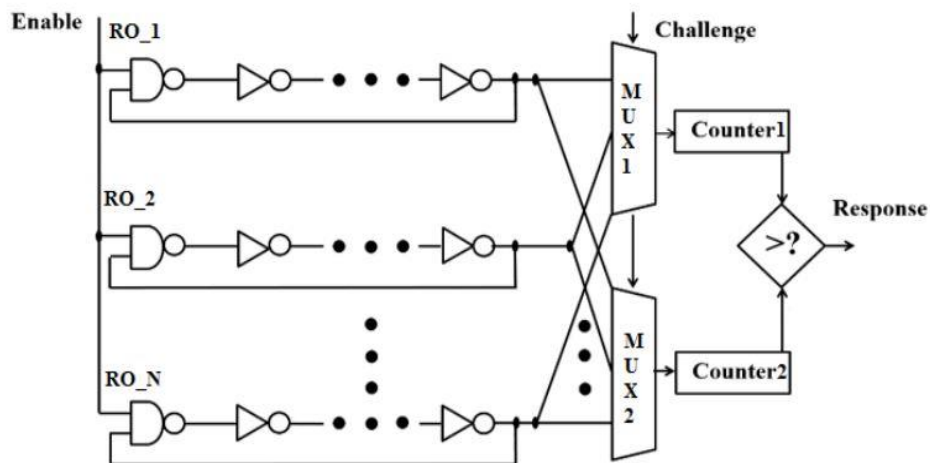 Enable
RO_1
Challenge
M
U
X
1
Counter1
RO_2
Response
>?
M
U
X
2
Counter2
RO_N